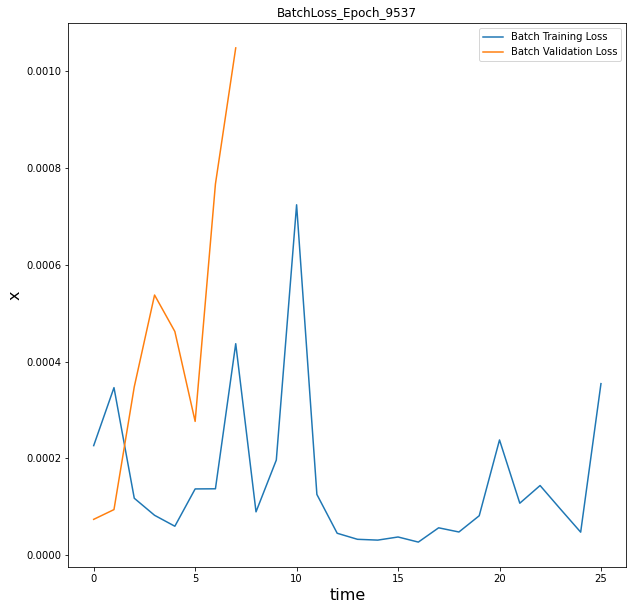 BatchLoss_Epoch_9537
Batch Training Loss
Batch Validation Loss
0.0010
0.0008
0.0006
0.0004
0.0002
0.0000
x
0 5 10 15 20 25
time